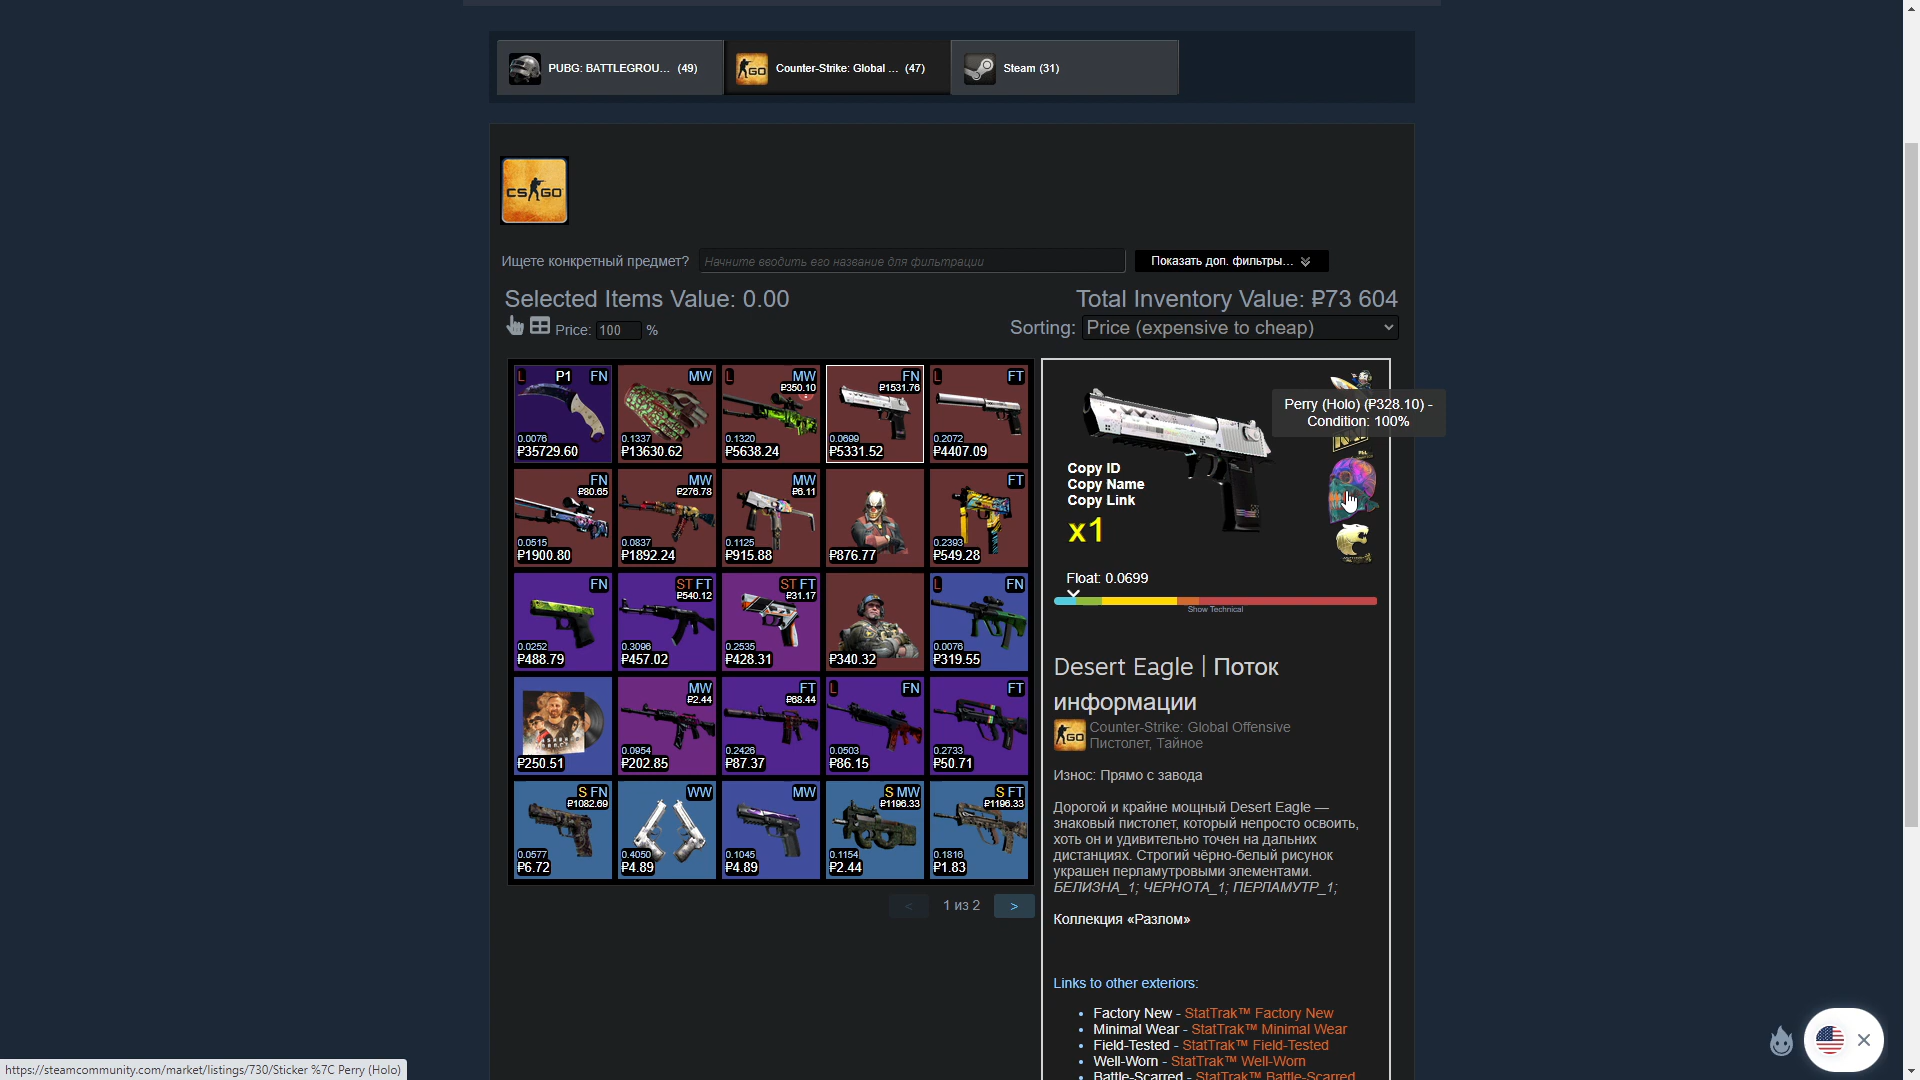 PUBG: BATTLEGROU... (49)
Counter-Strike: Global ... (47)
Steam (31)
CS GO
Ищете конкретный предмет?
Начните вводить его название для фильтрации
Показать доп. фильтры...
Selected Items Value: 0.00
Total Inventory Value: ₽73 604
Price: 100 %
Sorting: Price (expensive to cheap)
L P1 FN
0.0076
₽35729.60
MW
0.1337
₽13630.62
L MW
₽350.10
0.1320
₽5638.24
FN
₽1531.76
0.0699
₽5331.52
L FT
0.2072
₽4407.09
FN
₽80.65
0.0515
₽1900.80
MW
₽276.78
0.0837
₽1892.24
MW
₽6.11
0.1125
₽915.88
₽876.77
FT
0.2393
₽549.28
FN
0.0252
₽488.79
ST FT
₽540.12
0.3096
₽457.02
ST FT
₽31.17
0.2535
₽428.31
₽340.32
L FN
0.0076
₽319.55
₽250.51
MW
₽2.44
0.0954
₽202.85
FT
₽68.44
0.2426
₽87.37
L FN
0.0503
₽86.15
FT
0.2733
₽50.71
S FN
₽1082.69
0.0577
₽6.72
WW
0.4050
₽4.89
MW
0.1045
₽4.89
S MW
₽1196.33
0.1154
₽2.44
S FT
₽1196.33
0.1816
₽1.83
<
1 из 2
>
Perry (Holo) (₽328.10) -
Condition: 100%
Copy ID
Copy Name
Copy Link
x1
Float: 0.0699
Show Technical
Desert Eagle | Поток
информации
Counter-Strike: Global Offensive
Пистолет, Тайное
Износ: Прямо с завода
Дорогой и крайне мощный Desert Eagle —
знаковый пистолет, который непросто освоить,
хоть он и удивительно точен на дальних
дистанциях. Строгий чёрно-белый рисунок
украшен перламутровыми элементами.
БЕЛИЗНА_1; ЧЕРНОТА_1; ПЕРЛАМУТР_1;
Коллекция «Разлом»
Links to other exteriors:
Factory New - StatTrak™ Factory New
Minimal Wear - StatTrak™ Minimal Wear
Field-Tested - StatTrak™ Field-Tested
Well-Worn - StatTrak™ Well-Worn
Battle-Scarred - StatTrak™ Battle-Scarred
https://steamcommunity.com/market/listings/730/Sticker %7C Perry (Holo)